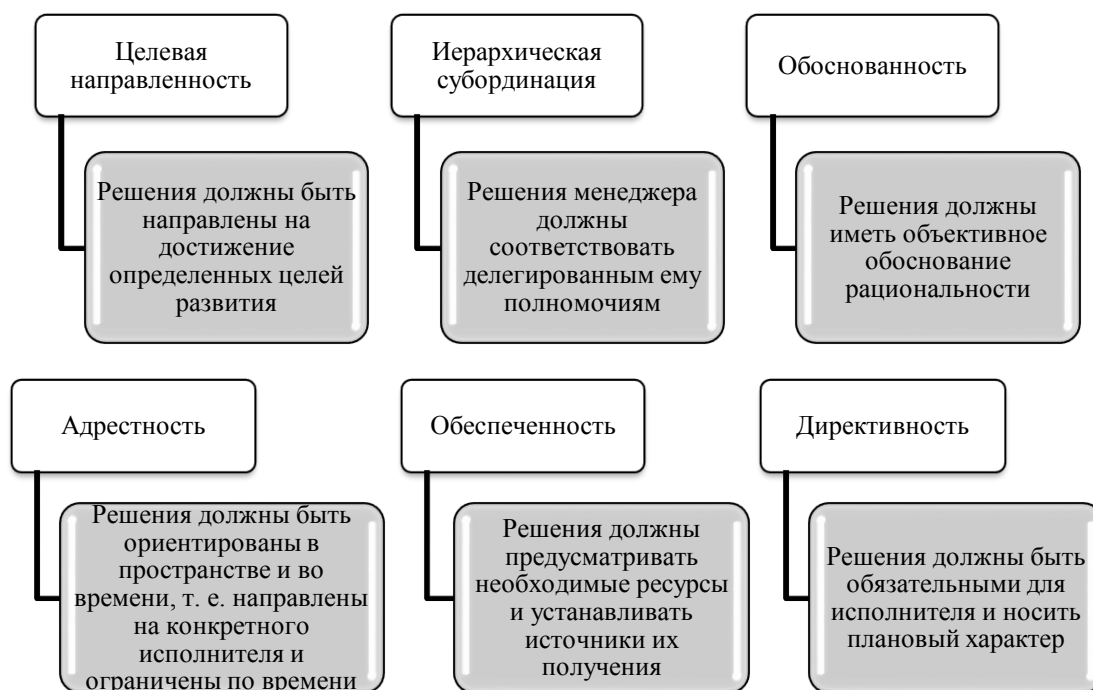 Целевая
направленность
Решения должны быть
направлены на
достижение
определенных целей
развития
Иерархическая
субординация
Решения менеджера
должны
соответствовать
делегированным ему
полномочиям
Обоснованность
Решения должны
иметь объективное
обоснование
рациональности
Адрестность
Решения должны быть
ориентированы в
пространстве и во
времени, т. е. направлены
на конкретного
исполнителя и
ограничены по времени
Обеспеченность
Решения должны
предусматривать
необходимые ресурсы
и устанавливать
источники их
получения
Директивность
Решения должны быть
обязательными для
исполнителя и носить
плановый характер